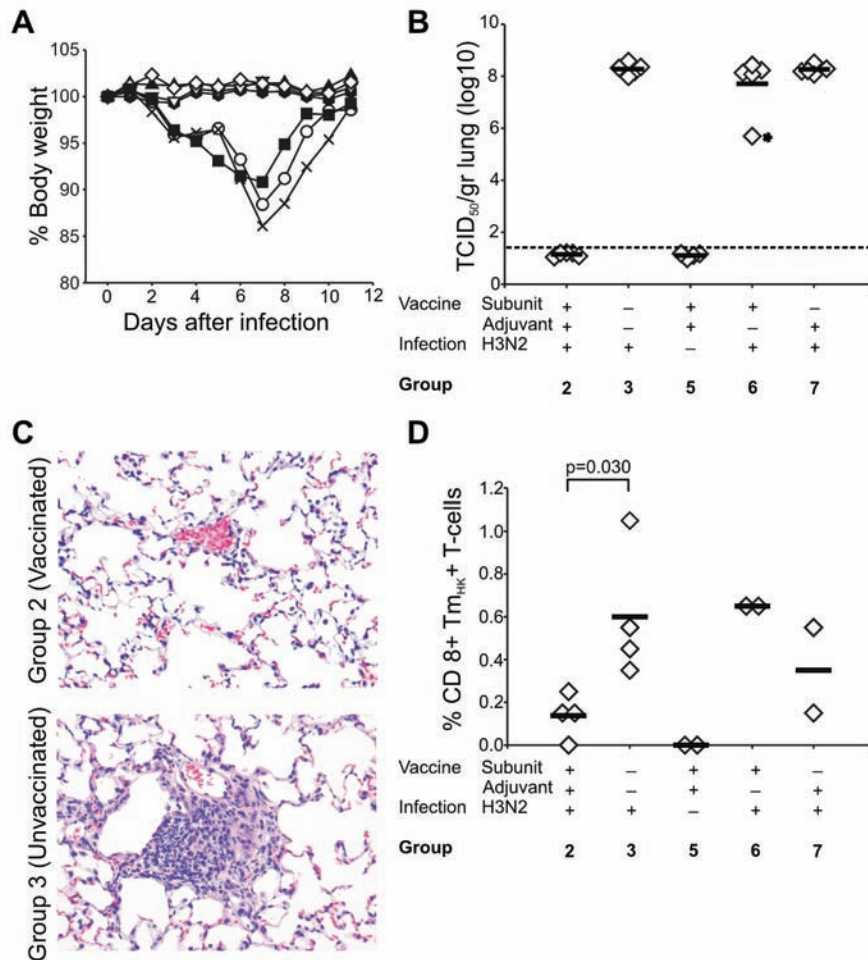 A
105
100
95
90
85
80
% Body weight
0 2 4 6 8 10 12
Days after infection
B
10
8
6
4
2
0
TCID50/gr lung (log10)
*
Vaccine Subunit + – + + –
Adjuvant + – + – +
Infection H3N2 + + – + +
Group 2 3 5 6 7
C
Group 2 (Vaccinated)
Group 3 (Unvaccinated)
D
p=0.030
1.2
1.0
0.8
0.6
0.4
0.2
0.0
% CD 8+ TmHK+ T-cells
Vaccine Subunit + – + + –
Adjuvant + – + – +
Infection H3N2 + + – + +
Group 2 3 5 6 7